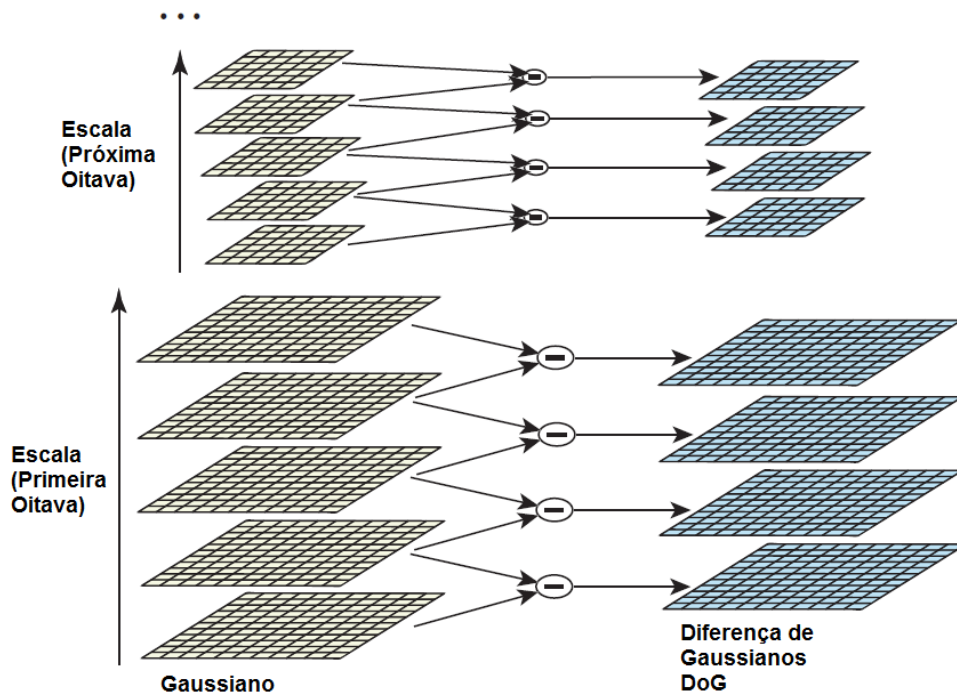 ...
Escala
(Próxima
Oitava)
Escala
(Primeira
Oitava)
Gaussiano
Diferença de
Gaussianos
DoG